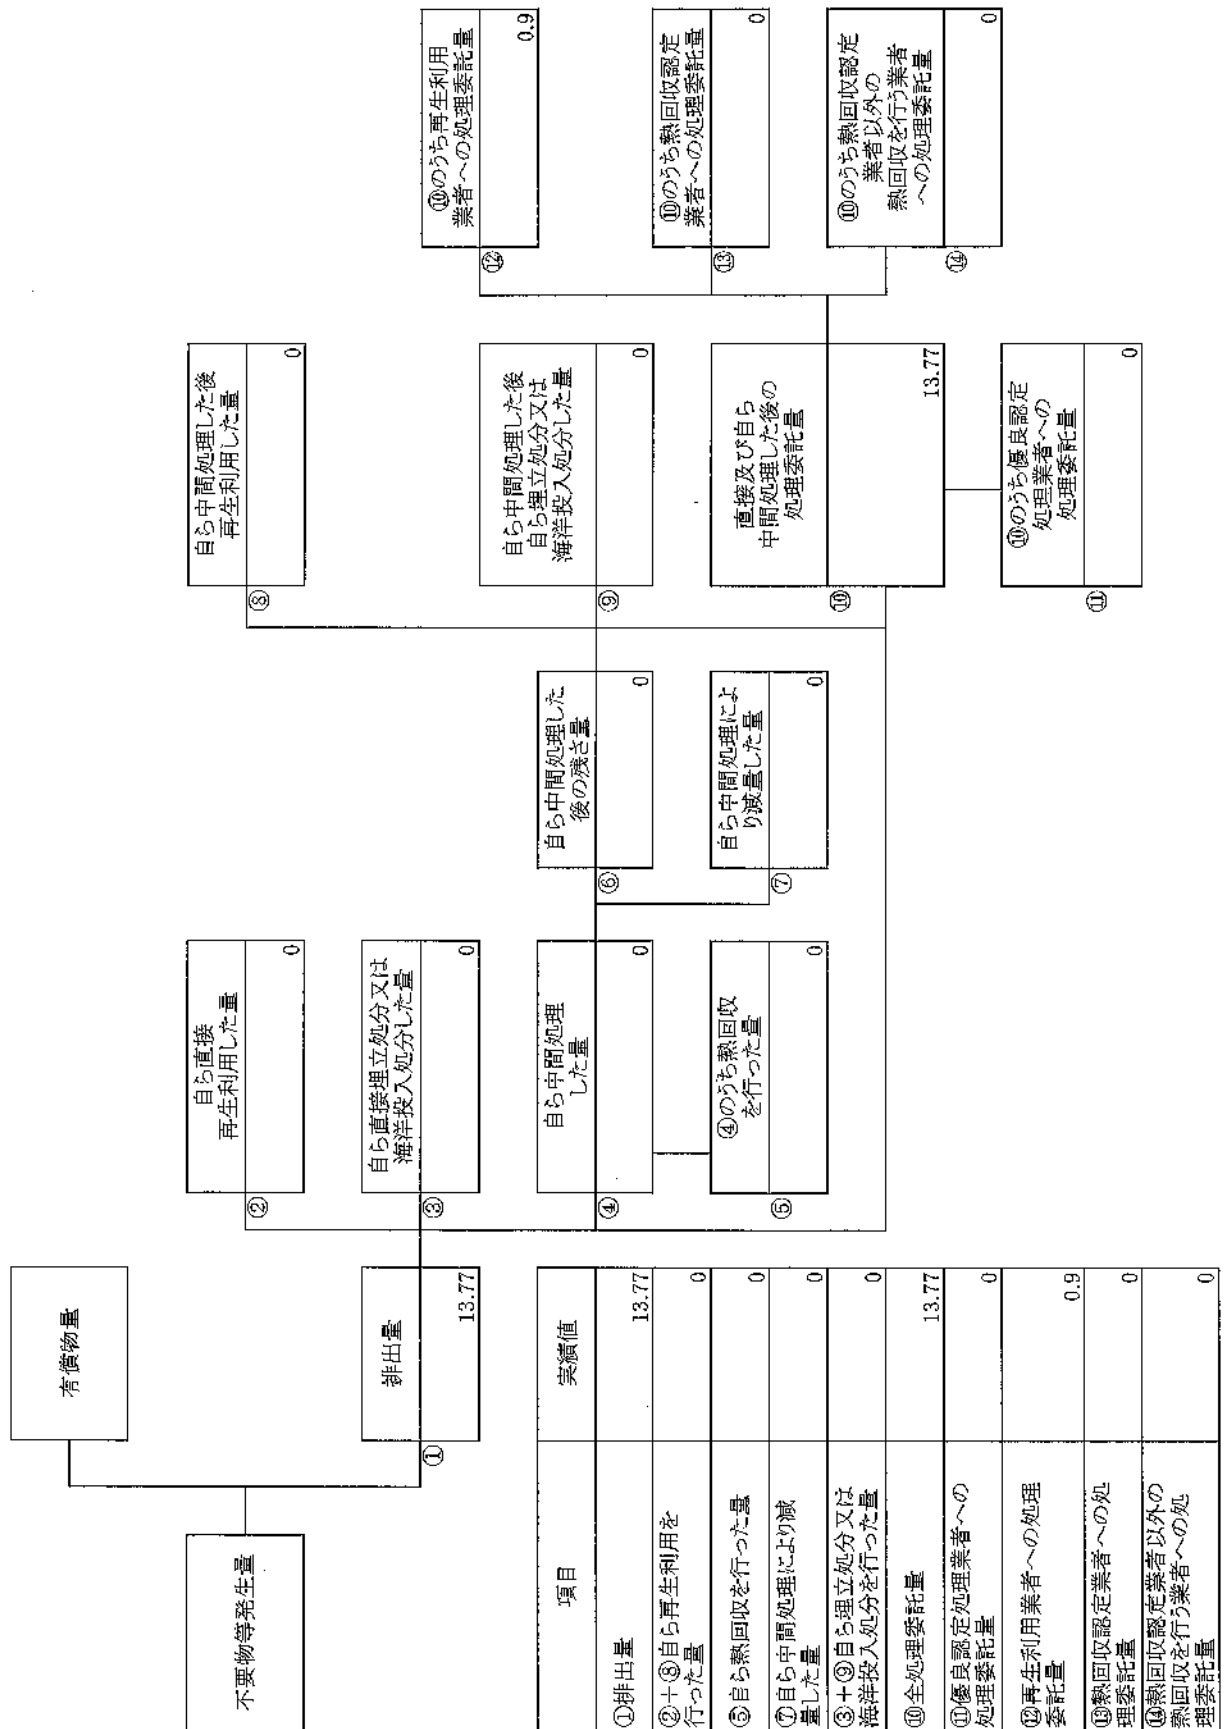 不要物等発生量
有償物量
①
排出量
13.77
②
自ら直接
再生利用した量
0
③
自ら直接埋立処分又は
海洋投入処分した量
0
④
自ら中間処理
した量
0
⑤
④のうち熱回収
を行った量
0
⑥
自ら中間処理した
後の残さ量
0
⑦
自ら中間処理によ
り減量した量
0
⑧
自ら中間処理した後
再生利用した量
0
⑨
自ら中間処理した後
自ら埋立処分又は
海洋投入処分した量
0
⑩
直接及び自ら
中間処理した後の
処理委託量
13.77
⑪
⑩のうち優良認定
処理業者への
処理委託量
0
⑫
⑩のうち再生利用
業者への処理委託量
0.9
⑬
⑩のうち熱回収認定
業者への処理委託量
0
⑭
⑩のうち熱回収認定
業者以外の
熱回収を行う業者
への処理委託量
0
項目
実績値
①排出量
13.77
②+⑧自ら再生利用を
行った量
0
⑤自ら熱回収を行った量
0
⑦自ら中間処理により減
量した量
0
③+⑨自ら埋立処分又は
海洋投入処分を行った量
0
⑩全処理委託量
13.77
⑪優良認定処理業者への
処理委託量
0
⑫再生利用業者への処理
委託量
0.9
⑬熱回収認定業者への処
理委託量
0
⑭熱回収認定業者以外の
熱回収を行う業者への処
理委託量
0